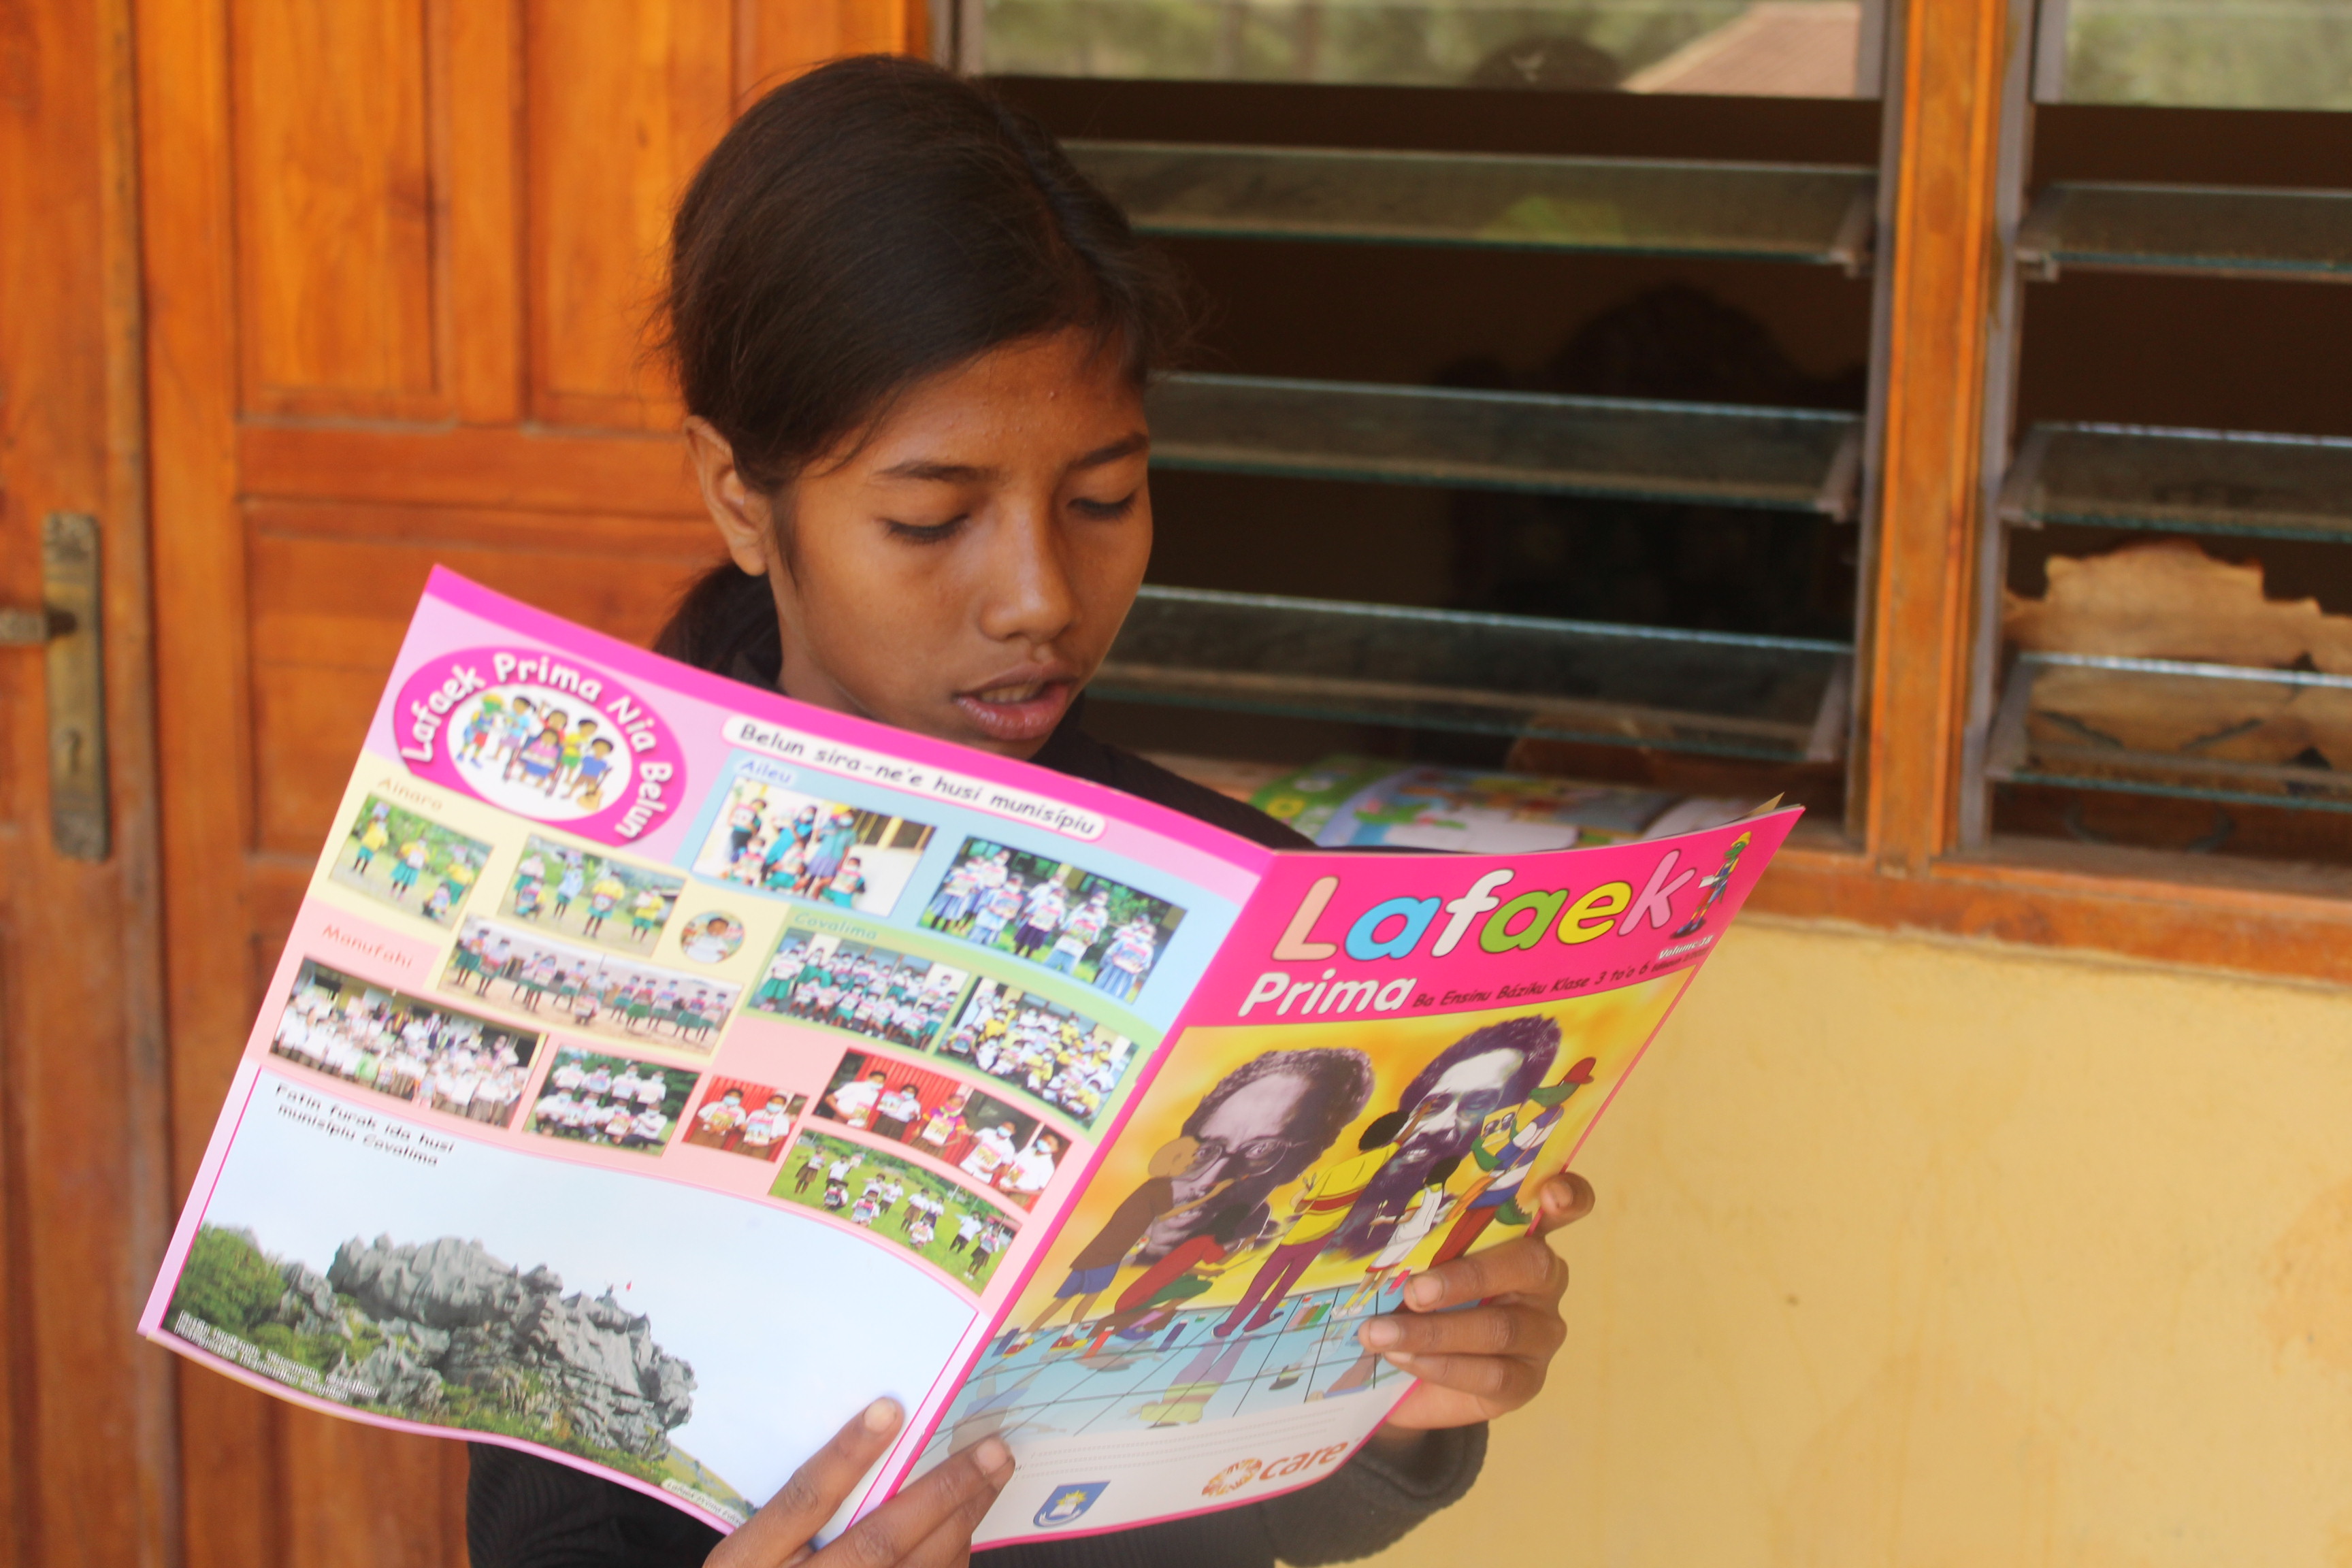 Lafaek Prima Nia Belun
Belun sira-ne'e husi munisípiu
Ainaro
Aileu
Manufahi
Covalima
Fatin furak ida husi
munisípiu Covalima
Lafaek
Prima
Ba Ensinu Báziku Klase 3 to'o 6
care